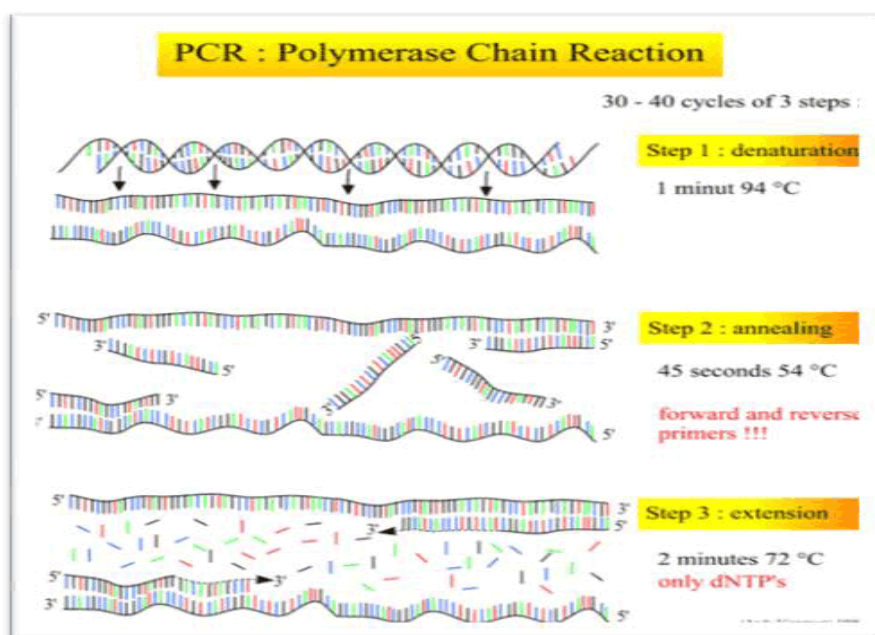 PCR : Polymerase Chain Reaction
30 - 40 cycles of 3 steps :
Step 1 : denaturation
1 minut 94 °C
5'
3'
Step 2 : annealing
3'
5'
3'
5'
5'
45 seconds 54 °C
5'
3'
5'
3'
3'
forward and reverse
primers !!!
5'
5'
3'
Step 3 : extension
3'
5'
2 minutes 72 °C
5'
3'
only dNTP's
3'
5'